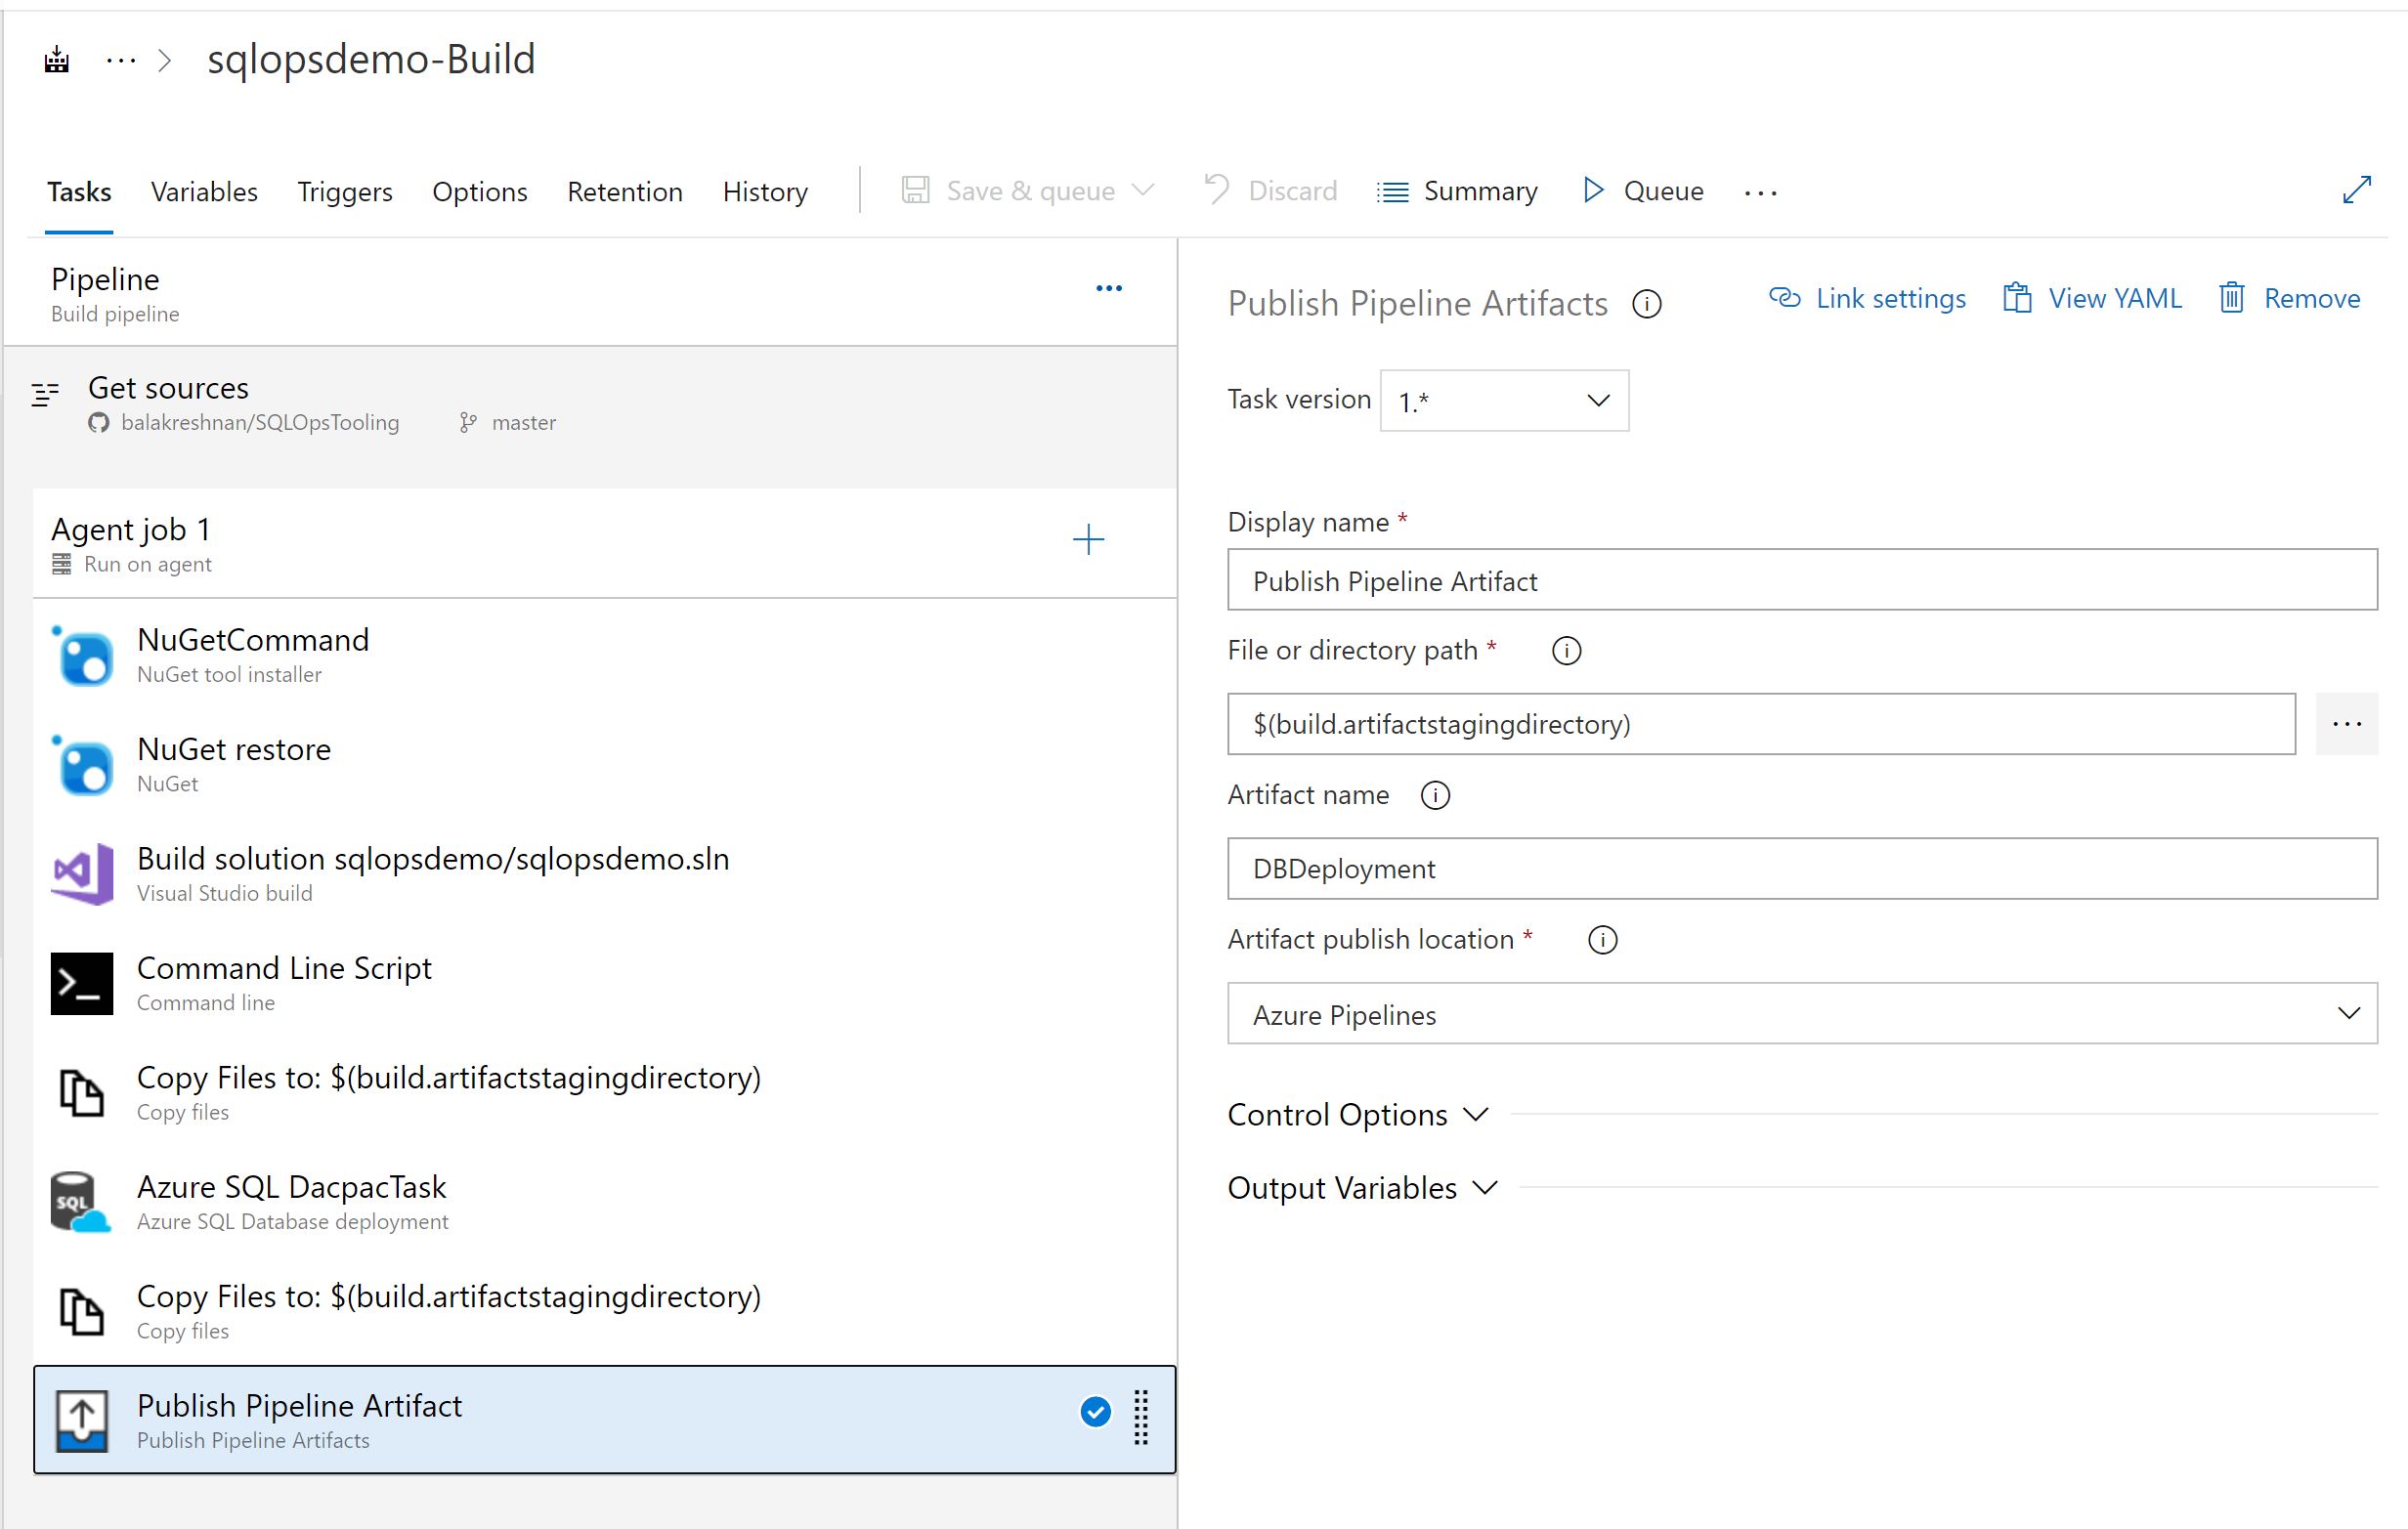 sqlopsdemo-Build
Tasks Variables Triggers Options Retention History Save & queue Discard Summary Queue
Pipeline
Build pipeline
Get sources
balakreshnan/SQLOpsTooling master
Agent job 1
Run on agent
NuGetCommand
NuGet tool installer
NuGet restore
NuGet
Build solution sqlopsdemo/sqlopsdemo.sln
Visual Studio build
Command Line Script
Command line
Copy Files to: $(build.artifactstagingdirectory)
Copy files
SQL
Azure SQL DacpacTask
Azure SQL Database deployment
Copy Files to: $(build.artifactstagingdirectory)
Copy files
Publish Pipeline Artifact
Publish Pipeline Artifacts
Publish Pipeline Artifacts Link settings View YAML Remove
Task version 1.*
Display name *
Publish Pipeline Artifact
File or directory path *
$(build.artifactstagingdirectory)
Artifact name
DBDeployment
Artifact publish location *
Azure Pipelines
Control Options
Output Variables